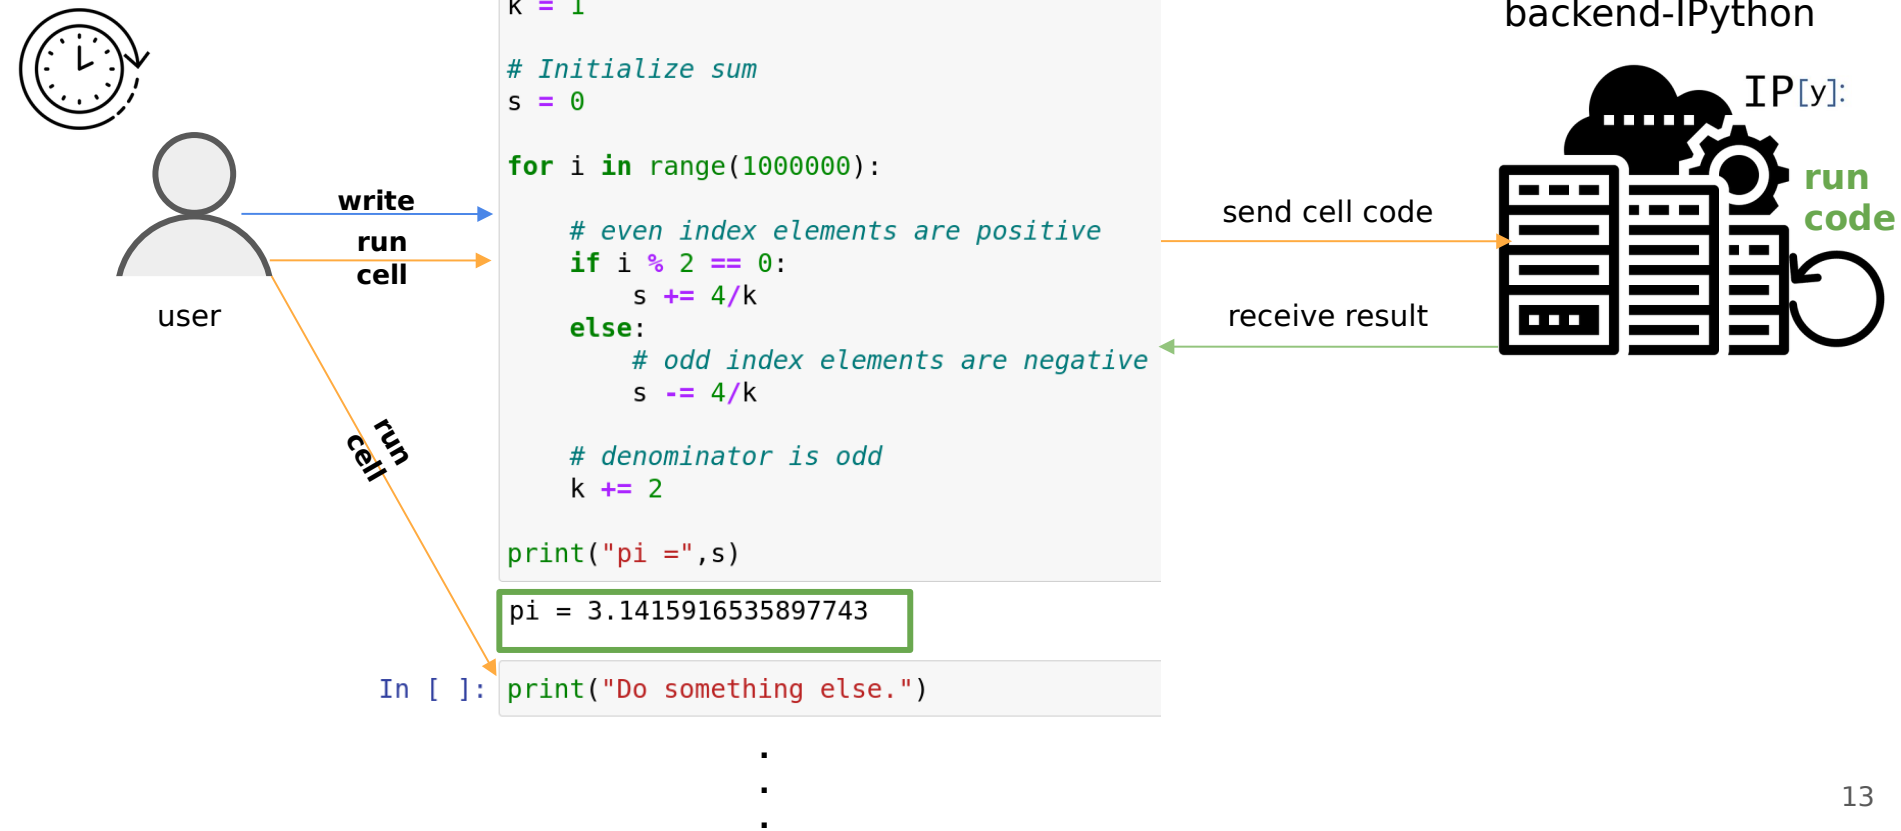 k = 1
# Initialize sum
s = 0
for i in range(1000000):
    # even index elements are positive
    if i % 2 == 0:
        s += 4/k
    else:
        # odd index elements are negative
        s -= 4/k
    # denominator is odd
    k += 2
print("pi =",s)
pi = 3.1415916535897743
In [ ]: print("Do something else.")
.
.
.
write
run
cell
user
run
cell
send cell code
receive result
backend-IPython
IP[y]:
run
code
13